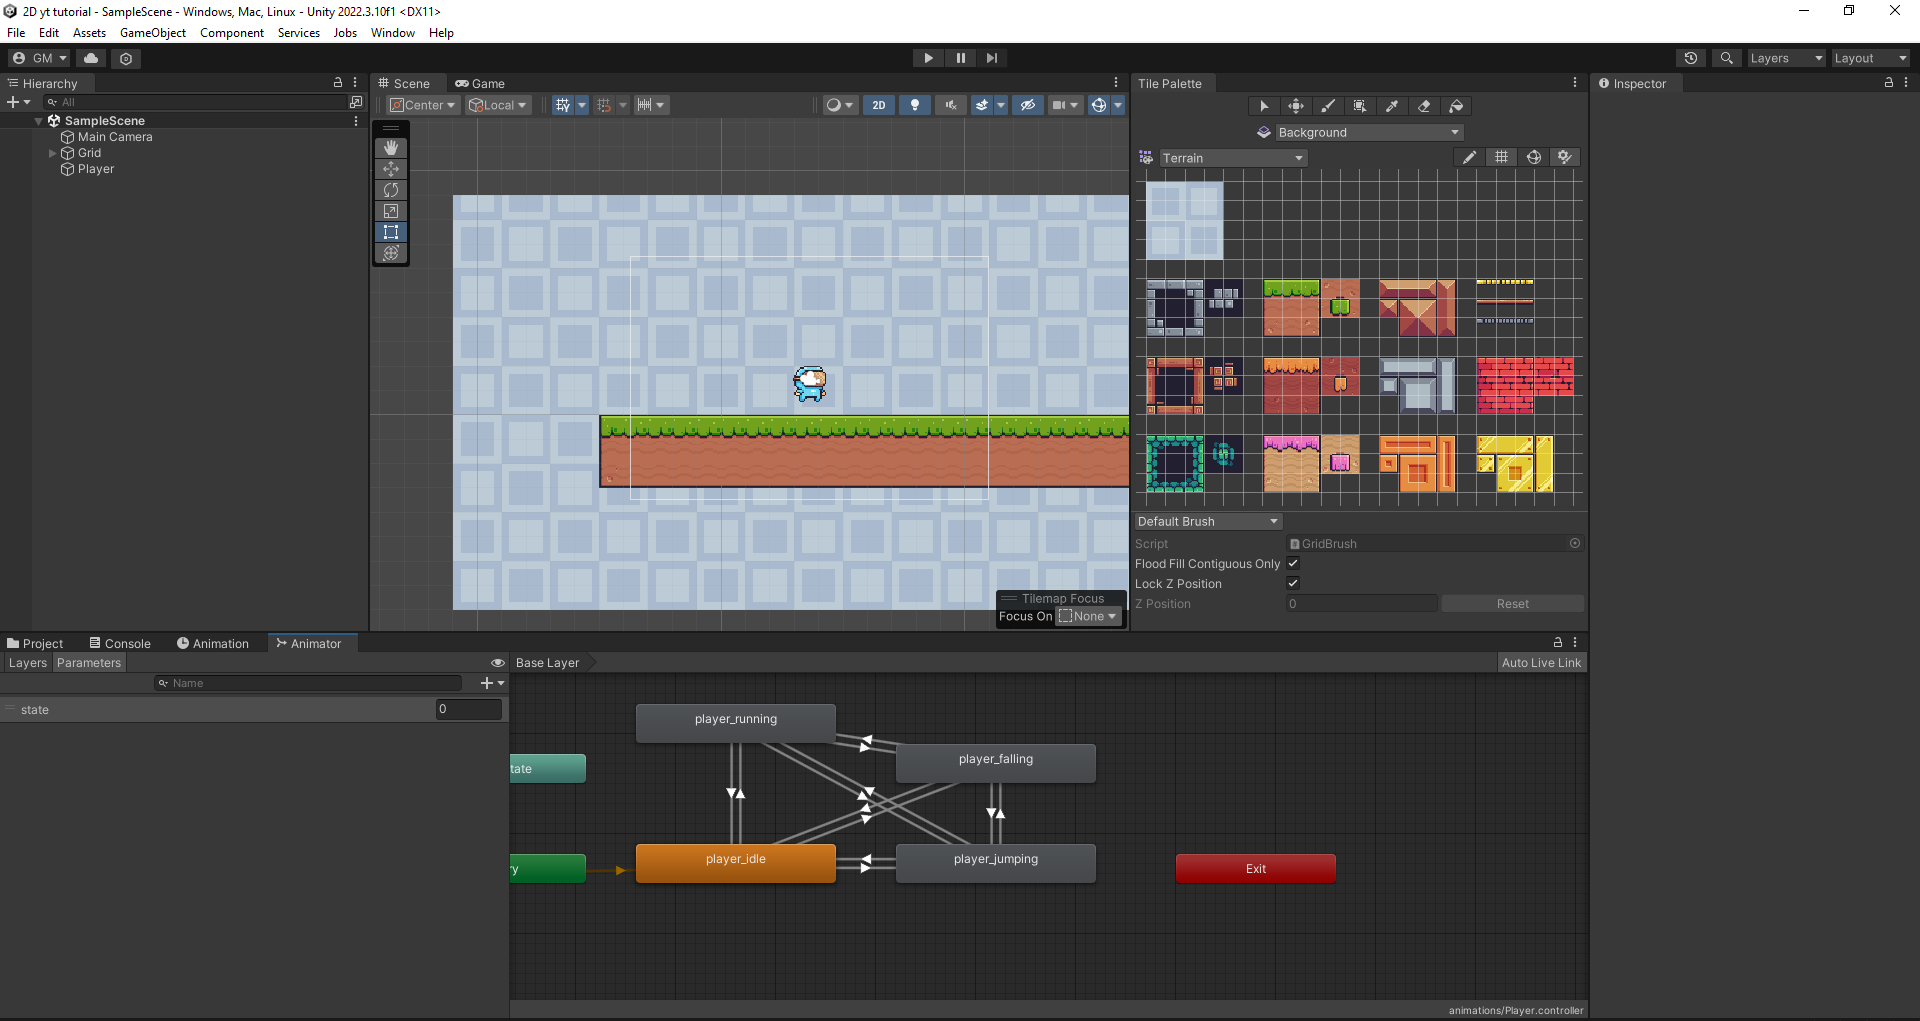 2D yt tutorial - SampleScene - Windows, Mac, Linux - Unity 2022.3.10f1 <DX11>
File Edit Assets GameObject Component Services Jobs Window Help
GM Layers Layout
Hierarchy
All
SampleScene
Main Camera
Grid
Player
Scene Game
Center Local 2D
Tilemap Focus
Focus On None
Tile Palette
Background
Terrain
Default Brush
Script GridBrush
Flood Fill Contiguous Only
Lock Z Position
Z Position 0 Reset
Inspector
Project Console Animation Animator
Layers Parameters Base Layer Auto Live Link
Name
state 0
player_running
player_falling
tate
player_idle
player_jumping
ry
Exit
animations/Player.controller